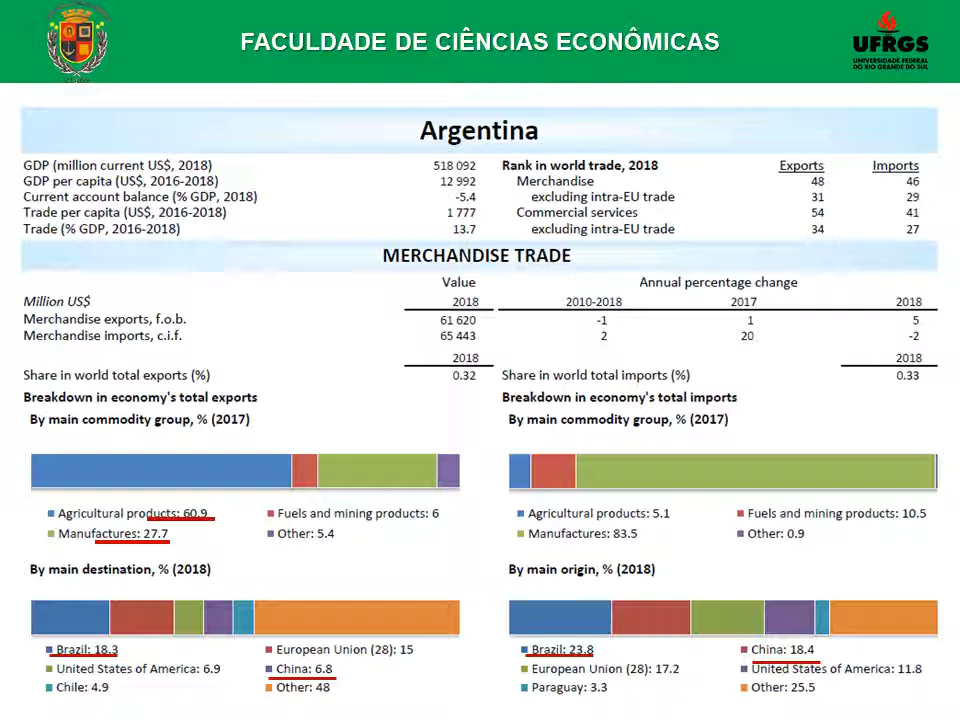 FACULDADE DE CIÊNCIAS ECONÔMICAS
UFRGS
UNIVERSIDADE FEDERAL
DO RIO GRANDE DO SUL
Argentina
GDP (million current US$, 2018) 518 092
GDP per capita (US$, 2016-2018) 12 992
Current account balance (% GDP, 2018) -5.4
Trade per capita (US$, 2016-2018) 1 777
Trade (% GDP, 2016-2018) 13.7
Rank in world trade, 2018 Exports Imports
Merchandise 48 46
excluding intra-EU trade 31 29
Commercial services 54 41
excluding intra-EU trade 34 27
MERCHANDISE TRADE
Value Annual percentage change
Million US$ 2018 2010-2018 2017 2018
Merchandise exports, f.o.b. 61 620 -1 1 5
Merchandise imports, c.i.f. 65 443 2 20 -2
2018 2018
Share in world total exports (%) 0.32 Share in world total imports (%) 0.33
Breakdown in economy's total exports
By main commodity group, % (2017)
Agricultural products: 60.9 Fuels and mining products: 6
Manufactures: 27.7 Other: 5.4
By main destination, % (2018)
Brazil: 18.3 European Union (28): 15
United States of America: 6.9 China: 6.8
Chile: 4.9 Other: 48
Breakdown in economy's total imports
By main commodity group, % (2017)
Agricultural products: 5.1 Fuels and mining products: 10.5
Manufactures: 83.5 Other: 0.9
By main origin, % (2018)
Brazil: 23.8 China: 18.4
European Union (28): 17.2 United States of America: 11.8
Paraguay: 3.3 Other: 25.5